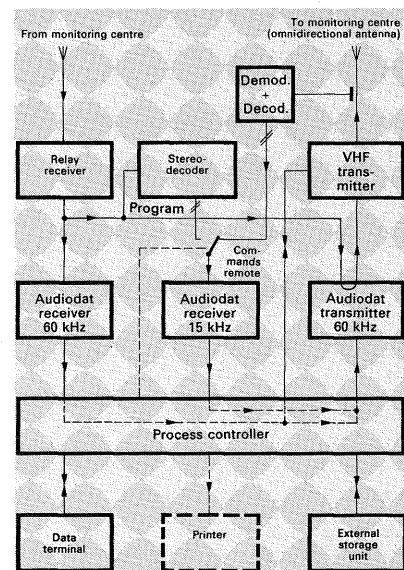 From monitoring centre
To monitoring centre
(omnidirectional antenna)
Demod.
+
Decod.
Relay
receiver
Stereo-
decoder
VHF
trans-
mitter
Program
Com-
mands
remote
Audiodat
receiver
60 kHz
Audiodat
receiver
15 kHz
Audiodat
transmitter
60 kHz
Process controller
Data
terminal
Printer
External
storage
unit